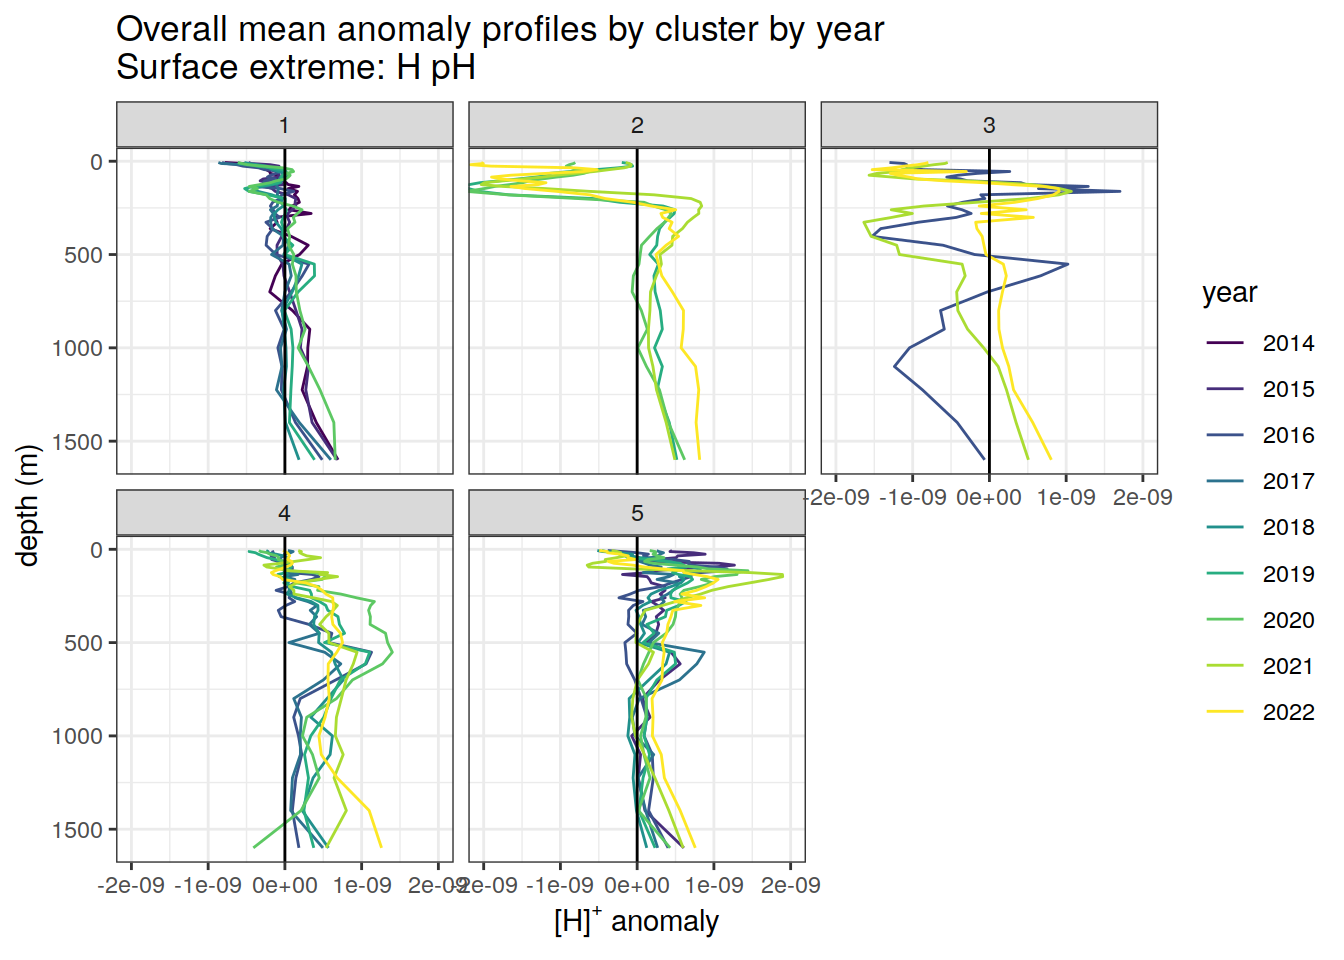 Overall mean anomaly profiles by cluster by year
Surface extreme: H pH
1
2
3
0
500
1000
1500
-2e-09 -1e-09 0e+00 1e-09 2e-09
4
5
0
500
1000
1500
-2e-09 -1e-09 0e+00 1e-09 2e-09
-2e-09 -1e-09 0e+00 1e-09 2e-09
depth (m)
[H]⁺ anomaly
year
2014
2015
2016
2017
2018
2019
2020
2021
2022